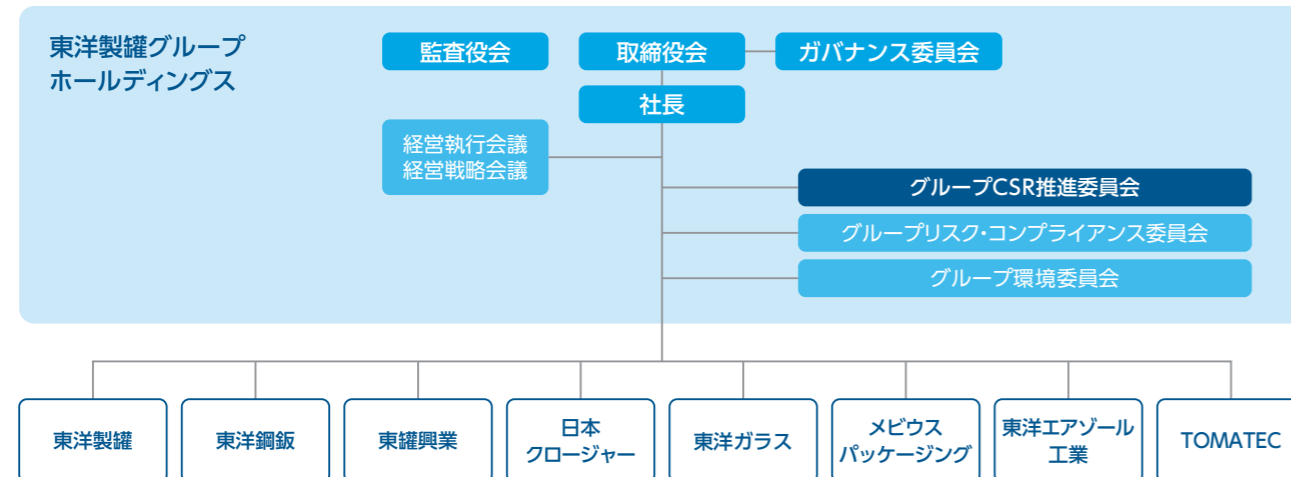 東洋製罐グループ
ホールディングス
監査役会
取締役会
ガバナンス委員会
社長
経営執行会議
経営戦略会議
グループCSR推進委員会
グループリスク・コンプライアンス委員会
グループ環境委員会
東洋製罐
東洋鋼鈑
東罐興業
日本
クロージャー
東洋ガラス
メビウス
パッケージング
東洋エアゾール
工業
TOMATEC